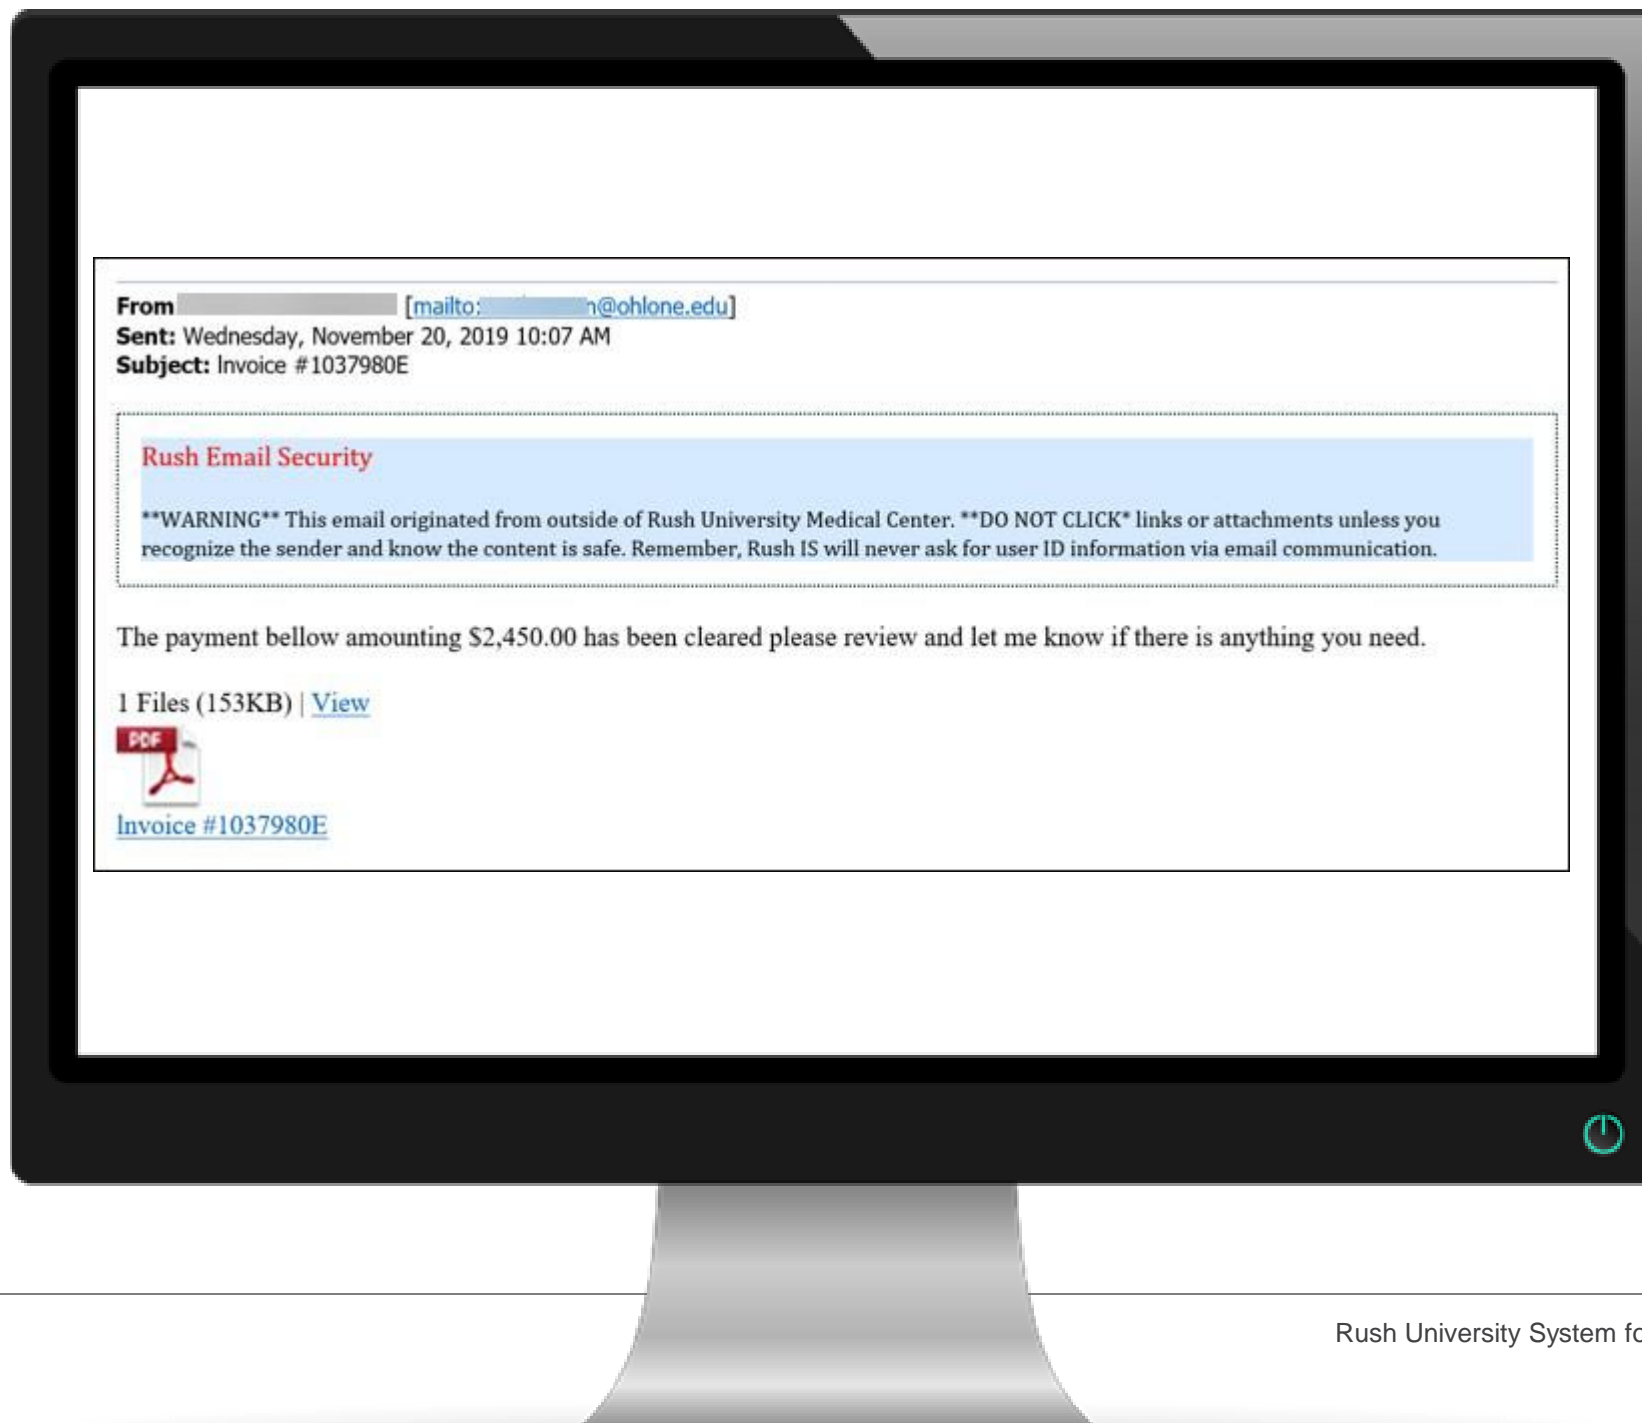 From [mailto: n@ohlone.edu]
Sent: Wednesday, November 20, 2019 10:07 AM
Subject: Invoice #1037980E
Rush Email Security
**WARNING** This email originated from outside of Rush University Medical Center. **DO NOT CLICK* links or attachments unless you
recognize the sender and know the content is safe. Remember, Rush IS will never ask for user ID information via email communication.
The payment bellow amounting $2,450.00 has been cleared please review and let me know if there is anything you need.
1 Files (153KB) | View
PDF
Invoice #1037980E
Rush University System fo